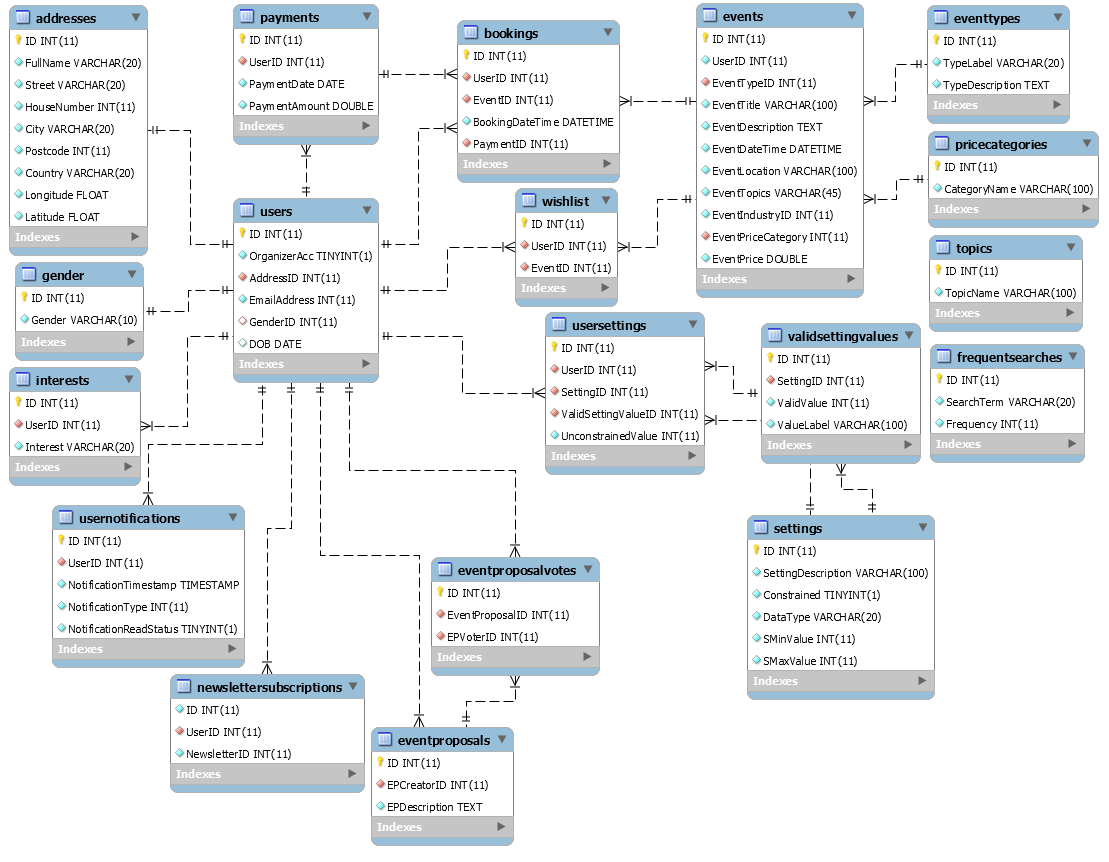 addresses
ID INT(11)
FullName VARCHAR(20)
Street VARCHAR(20)
HouseNumber INT(11)
City VARCHAR(20)
Postcode INT(11)
Country VARCHAR(20)
Longitude FLOAT
Latitude FLOAT
Indexes
payments
ID INT(11)
UserID INT(11)
PaymentDate DATE
PaymentAmount DOUBLE
Indexes
bookings
ID INT(11)
UserID INT(11)
EventID INT(11)
BookingDateTime DATETIME
PaymentID INT(11)
Indexes
events
ID INT(11)
UserID INT(11)
EventTypeID INT(11)
EventTitle VARCHAR(100)
EventDescription TEXT
EventDateTime DATETIME
EventLocation VARCHAR(100)
EventTopics VARCHAR(45)
EventIndustryID INT(11)
EventPriceCategory INT(11)
EventPrice DOUBLE
Indexes
eventtypes
ID INT(11)
TypeLabel VARCHAR(20)
TypeDescription TEXT
Indexes
pricecategories
ID INT(11)
CategoryName VARCHAR(100)
Indexes
users
ID INT(11)
OrganizerAcc TINYINT(1)
AddressID INT(11)
EmailAddress INT(11)
GenderID INT(11)
DOB DATE
Indexes
wishlist
ID INT(11)
UserID INT(11)
EventID INT(11)
Indexes
topics
ID INT(11)
TopicName VARCHAR(100)
Indexes
gender
ID INT(11)
Gender VARCHAR(10)
Indexes
usersettings
ID INT(11)
UserID INT(11)
SettingID INT(11)
ValidSettingValueID INT(11)
UnconstrainedValue INT(11)
Indexes
validsettingvalues
ID INT(11)
SettingID INT(11)
ValidValue INT(11)
ValueLabel VARCHAR(100)
Indexes
frequentsearches
ID INT(11)
SearchTerm VARCHAR(20)
Frequency INT(11)
Indexes
interests
ID INT(11)
UserID INT(11)
Interest VARCHAR(20)
Indexes
usernotifications
ID INT(11)
UserID INT(11)
NotificationTimestamp TIMESTAMP
NotificationType INT(11)
NotificationReadStatus TINYINT(1)
Indexes
settings
ID INT(11)
SettingDescription VARCHAR(100)
Constrained TINYINT(1)
DataType VARCHAR(20)
SMinValue INT(11)
SMaxValue INT(11)
Indexes
eventproposalvotes
ID INT(11)
EventProposalID INT(11)
EPVoterID INT(11)
Indexes
newslettersubscriptions
ID INT(11)
UserID INT(11)
NewsletterID INT(11)
Indexes
eventproposals
ID INT(11)
EPCreatorID INT(11)
EPDescription TEXT
Indexes